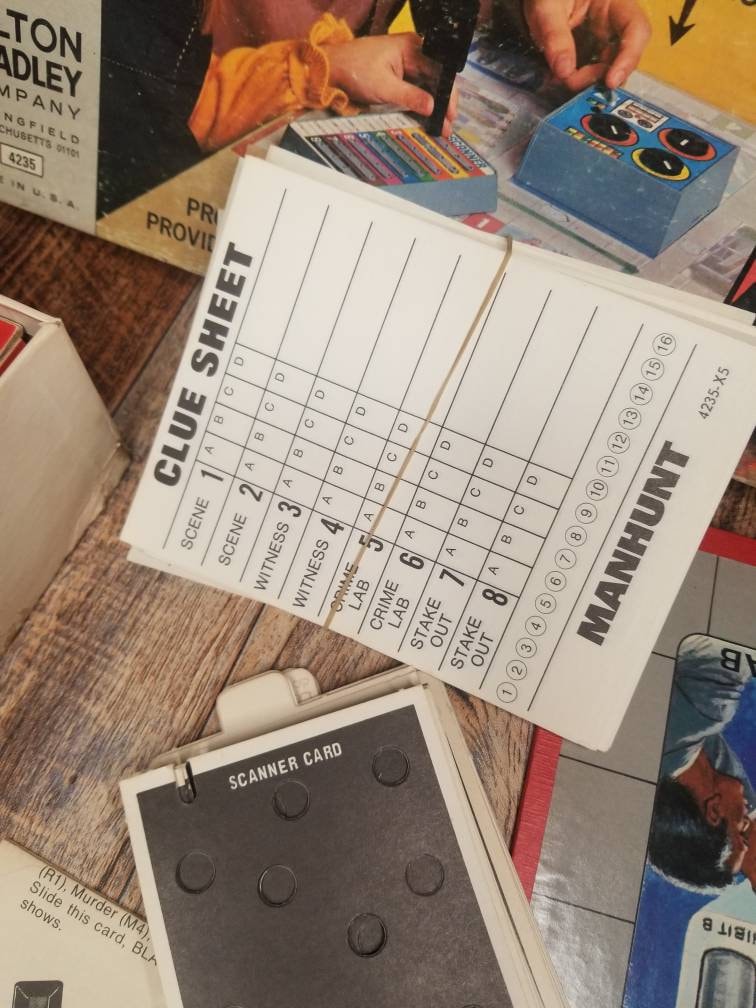 LTON
ADLEY
MPANY
NGFIELD
CHUSETTS 01101
4235
E IN U.S.A.
PR
PROVID
CLUE SHEET
SCENE 1 A B C D
SCENE 2 A B C D
WITNESS 3 A B C D
WITNESS 4 A B C D
CRIME LAB 5 A B C D
CRIME LAB 6 A B C D
STAKE OUT 7 A B C D
STAKE OUT 8 A B C D
1 2 3 4 5 6 7 8 9 10 11 12 13 14 15 16
MANHUNT
4235-X5
SCANNER CARD
(R1), Murder (M4),
Slide this card, BLA
shows.
AB
IBIT B